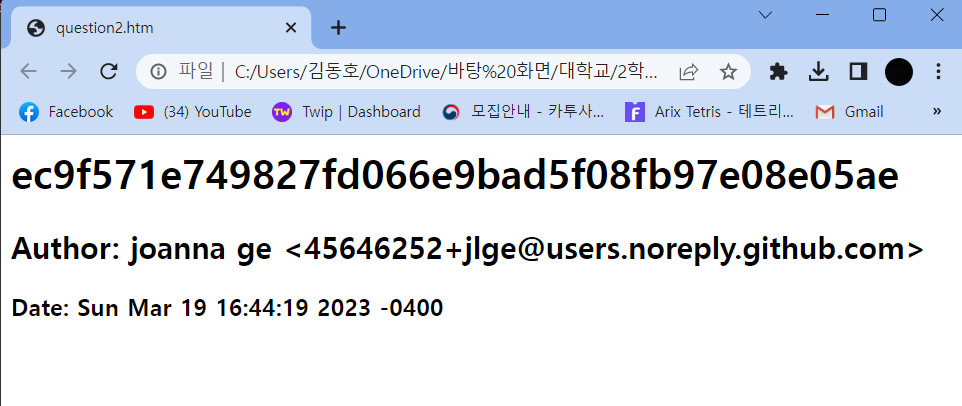 question2.htm
파일 | C:/Users/김동호/OneDrive/바탕%20화면/대학교/2학...
Facebook (34) YouTube Twip | Dashboard 모집안내 - 카투사... Arix Tetris - 테트리... Gmail »
ec9f571e749827fd066e9bad5f08fb97e08e05ae
Author: joanna ge <45646252+jlge@users.noreply.github.com>
Date: Sun Mar 19 16:44:19 2023 -0400